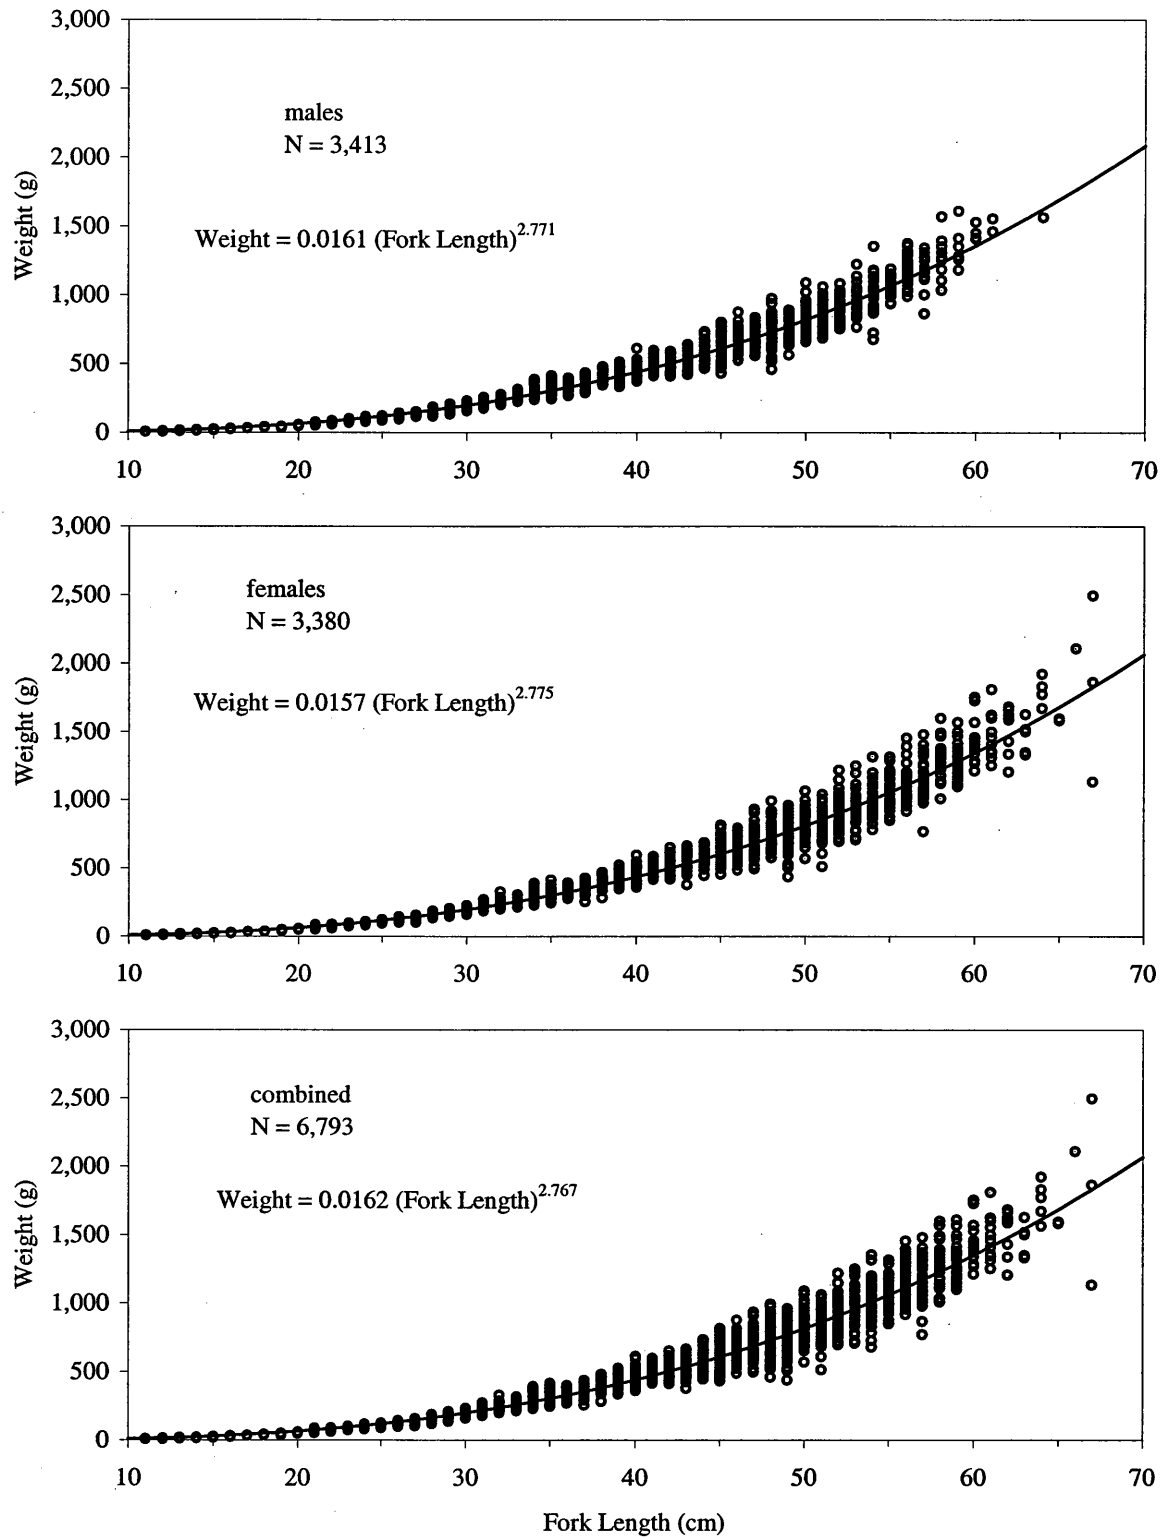 3,000
2,500
2,000
1,500
1,000
500
0
Weight (g)
males
N = 3,413
Weight = 0.0161 (Fork Length)2.771
10 20 30 40 50 60 70
3,000
2,500
2,000
1,500
1,000
500
0
Weight (g)
females
N = 3,380
Weight = 0.0157 (Fork Length)2.775
10 20 30 40 50 60 70
3,000
2,500
2,000
1,500
1,000
500
0
Weight (g)
combined
N = 6,793
Weight = 0.0162 (Fork Length)2.767
10 20 30 40 50 60 70
Fork Length (cm)